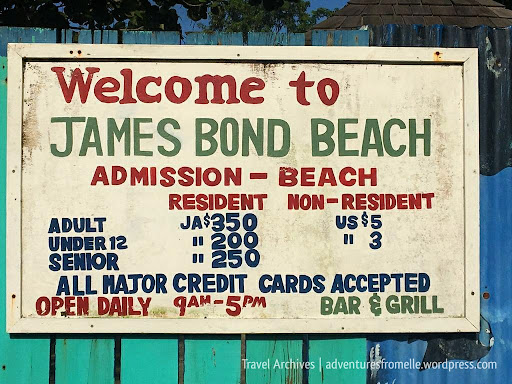 Welcome to
JAMES BOND BEACH
ADMISSION - BEACH
RESIDENT NON-RESIDENT
ADULT JA$350 US$5
UNDER 12 " 200 " 3
SENIOR " 250
ALL MAJOR CREDIT CARDS ACCEPTED
OPEN DAILY 9AM-5PM BAR & GRILL
Travel Archives | adventuresfromelle.wordpress.com